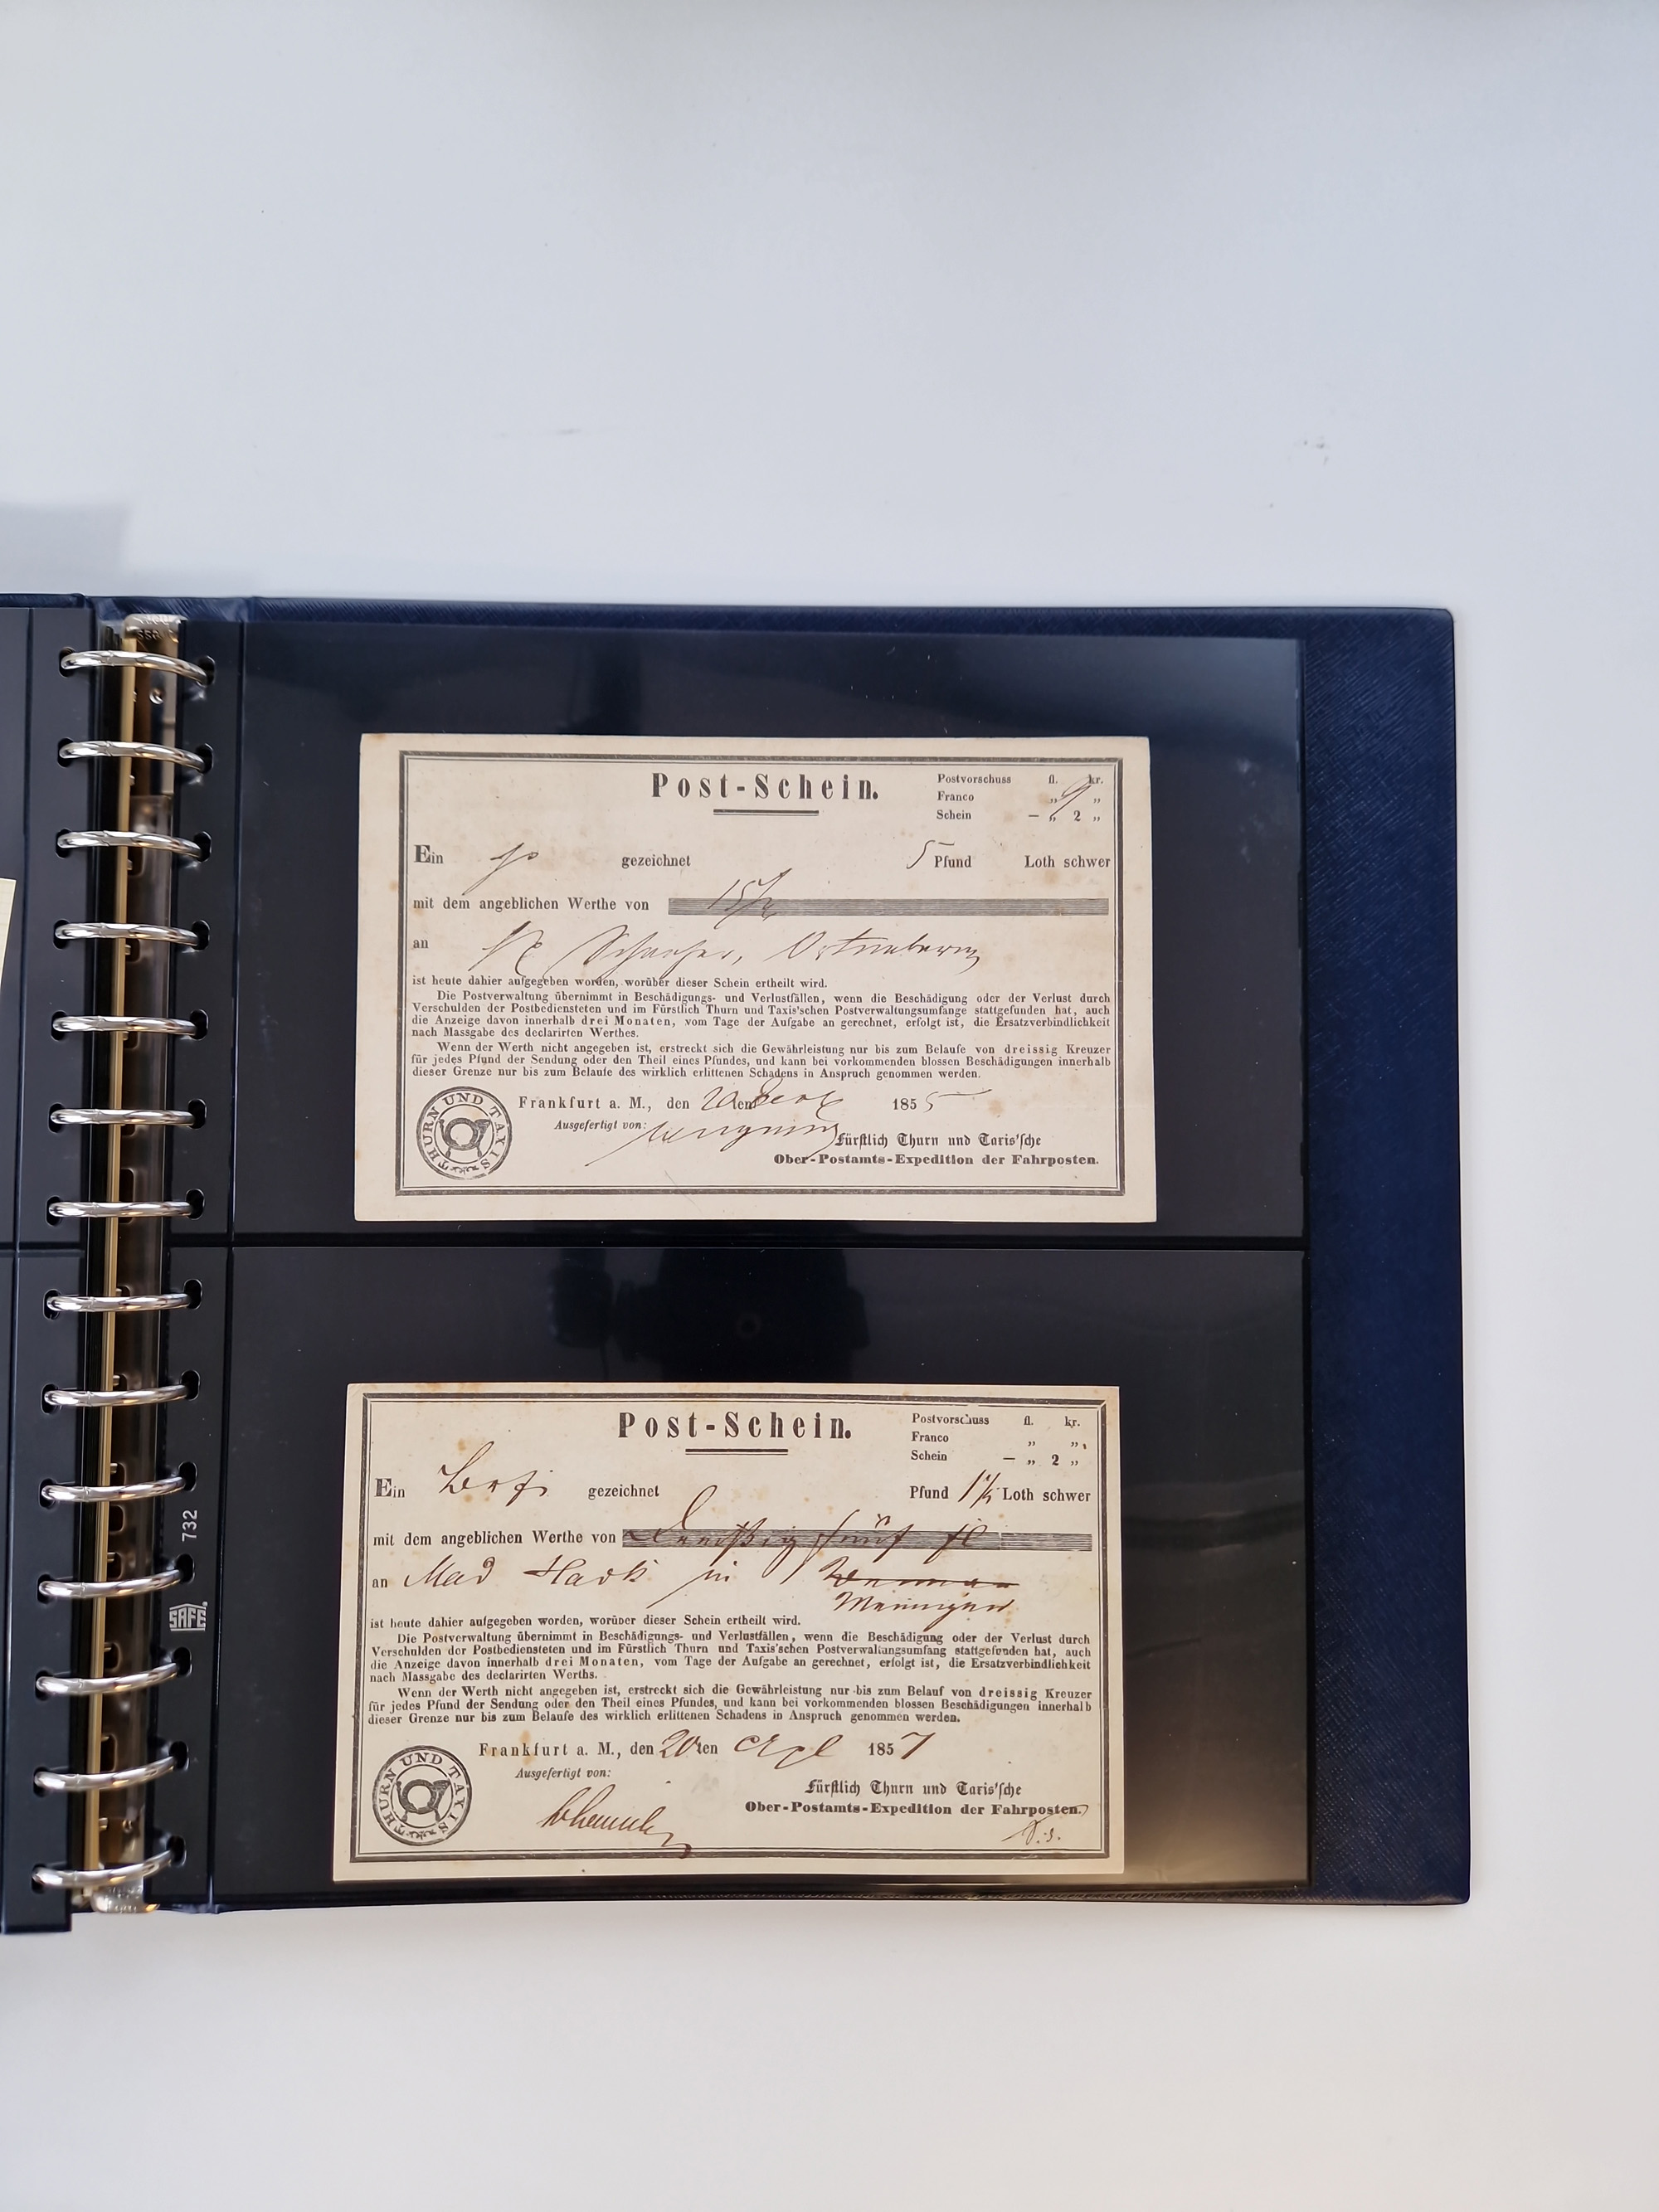 Post-Schein.
Postvorschuss fl. kr.
Franco „ 9 „
Schein — „ 2 „
Ein gezeichnet 5 Pfund Loth schwer
mit dem angeblichen Werthe von
an
ist heute dahier aufgegeben worden, worüber dieser Schein ertheilt wird.
Die Postverwaltung übernimmt in Beschädigungs- und Verlustfällen, wenn die Beschädigung oder der Verlust durch
Verschulden der Postbediensteten und im Fürstlich Thurn und Taxis'schen Postverwaltungsumfange stattgefunden hat, auch
die Anzeige davon innerhalb drei Monaten, vom Tage der Aufgabe an gerechnet, erfolgt ist, die Ersatzverbindlichkeit
nach Massgabe des declarirten Werthes.
Wenn der Werth nicht angegeben ist, erstreckt sich die Gewährleistung nur bis zum Belaufe von dreissig Kreuzer
für jedes Pfund der Sendung oder den Theil eines Pfundes, und kann bei vorkommenden blossen Beschädigungen innerhalb
dieser Grenze nur bis zum Belaufe des wirklich erlittenen Schadens in Anspruch genommen werden.
Frankfurt a. M., den 20ten 1855
Ausgefertigt von:
Fürstlich Thurn und Taxis'sche
Ober-Postamts-Expedition der Fahrposten.
THURN UND TAXIS
Post-Schein.
Postvorschuss fl. kr.
Franco „ „
Schein — „ 2 „
Ein gezeichnet Pfund 1½ Loth schwer
mit dem angeblichen Werthe von Dreißig fünf fl
an Mad Hack in
Meiningen
ist heute dahier aufgegeben worden, worüber dieser Schein ertheilt wird.
Die Postverwaltung übernimmt in Beschädigungs- und Verlustfällen, wenn die Beschädigung oder der Verlust durch
Verschulden der Postbediensteten und im Fürstlich Thurn und Taxis'schen Postverwaltungsumfang stattgefunden hat, auch
die Anzeige davon innerhalb drei Monaten, vom Tage der Aufgabe an gerechnet, erfolgt ist, die Ersatzverbindlichkeit
nach Massgabe des declarirten Werths.
Wenn der Werth nicht angegeben ist, erstreckt sich die Gewährleistung nur bis zum Belauf von dreissig Kreuzer
für jedes Pfund der Sendung oder den Theil eines Pfundes, und kann bei vorkommenden blossen Beschädigungen innerhalb
dieser Grenze nur bis zum Belaufe des wirklich erlittenen Schadens in Anspruch genommen werden.
Frankfurt a. M., den 20ten Apl 1857
Ausgefertigt von:
Fürstlich Thurn und Taxis'sche
Ober-Postamts-Expedition der Fahrposten.
THURN UND TAXIS
732
SAFE